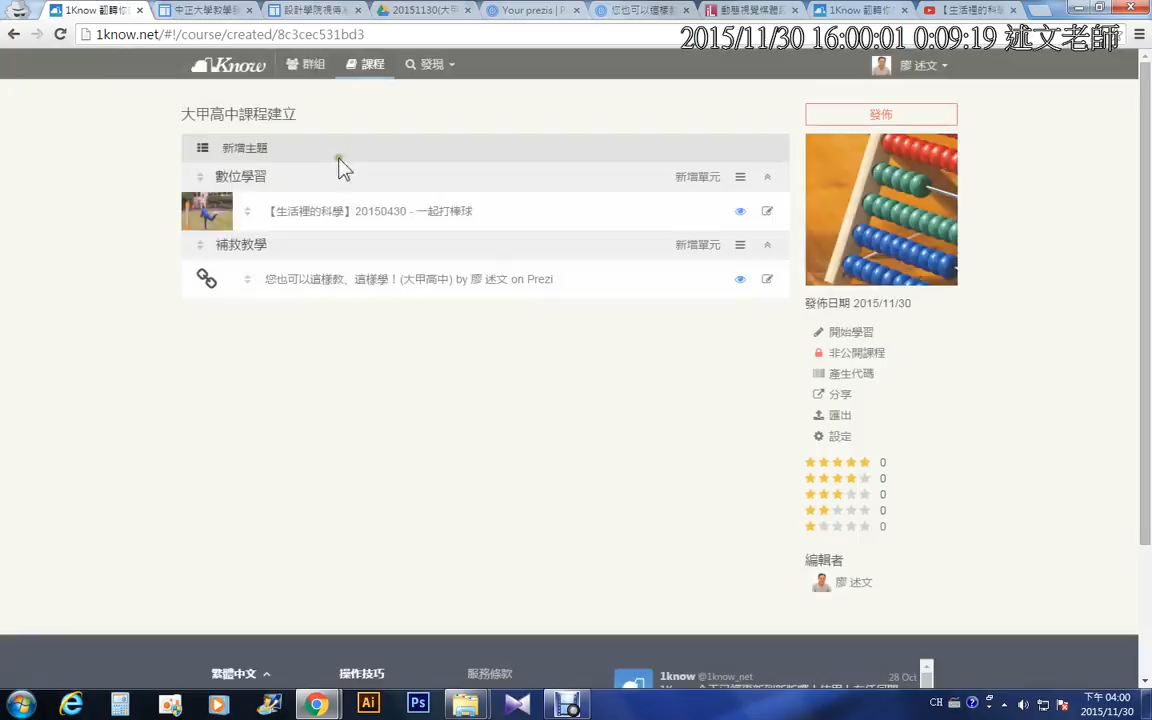 1Know 翻轉你
中正大學教學
設計學院視傳
20151130(大甲
Your prezis | P
您也可以這樣教
動態視覺媒體
1Know 翻轉你
【生活裡的科學
1know.net/#!/course/created/8c3cec531bd3
2015/11/30 16:00:01 0:09:19 述文老師
1Know 群組 課程 發現 廖 述文
大甲高中課程建立
新增主題
數位學習 新增單元
【生活裡的科學】20150430 - 一起打棒球
補救教學 新增單元
您也可以這樣教、這樣學！(大甲高中) by 廖 述文 on Prezi
發佈
發佈日期 2015/11/30
開始學習
非公開課程
產生代碼
分享
匯出
設定
0
0
0
0
0
編輯者
廖 述文
繁體中文 操作技巧 服務條款
1know @1know_net 28 Oct
Ai Ps
CH
下午 04:00
2015/11/30